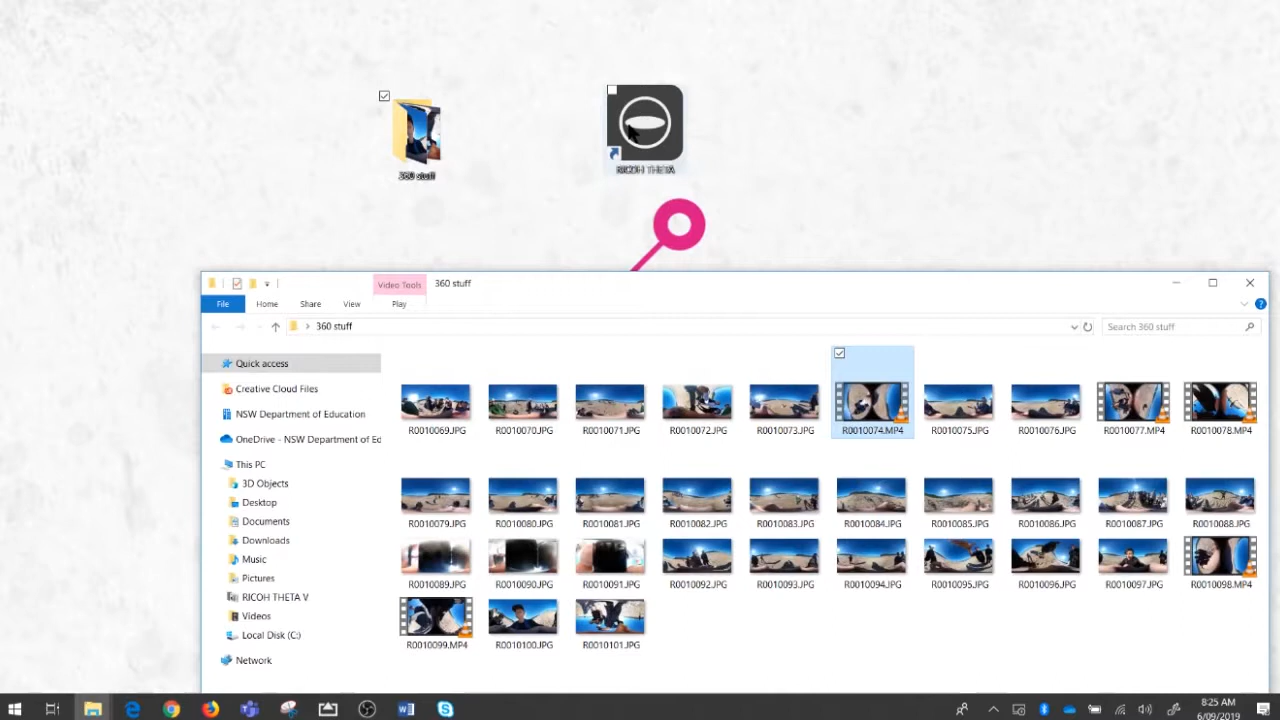 360 stuff
RICOH THETA
Video Tools 360 stuff
File Home Share View Play
360 stuff
Search 360 stuff
Quick access
Creative Cloud Files
NSW Department of Education
OneDrive - NSW Department of Ed
This PC
3D Objects
Desktop
Documents
Downloads
Music
Pictures
RICOH THETA V
Videos
Local Disk (C:)
Network
R0010069.JPG R0010070.JPG R0010071.JPG R0010072.JPG R0010073.JPG R0010074.MP4 R0010075.JPG R0010076.JPG R0010077.MP4 R0010078.MP4
R0010079.JPG R0010080.JPG R0010081.JPG R0010082.JPG R0010083.JPG R0010084.JPG R0010085.JPG R0010086.JPG R0010087.JPG R0010088.JPG
R0010089.JPG R0010090.JPG R0010091.JPG R0010092.JPG R0010093.JPG R0010094.JPG R0010095.JPG R0010096.JPG R0010097.JPG R0010098.MP4
R0010099.MP4 R0010100.JPG R0010101.JPG
8:25 AM
6/09/2019